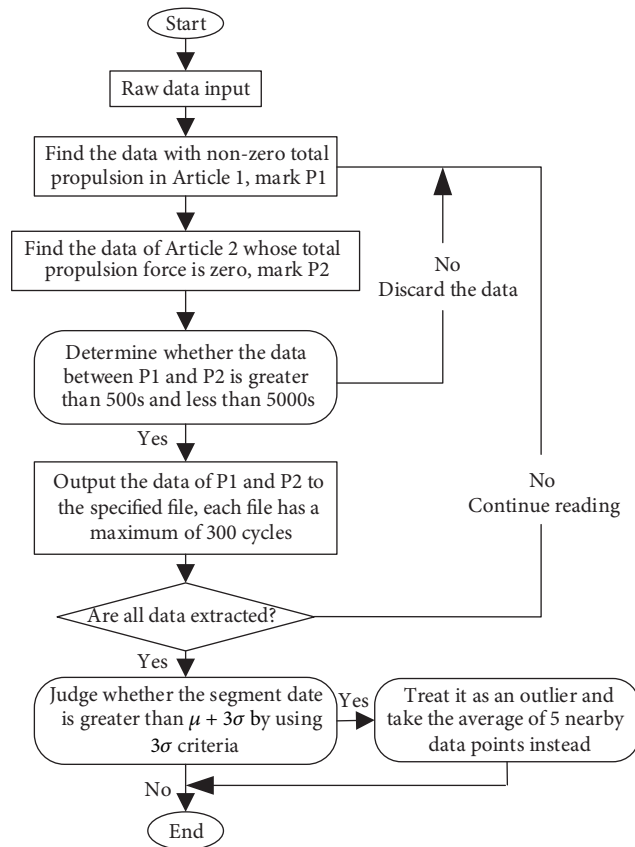 Start
Raw data input
Find the data with non-zero total
propulsion in Article 1, mark P1
Find the data of Article 2 whose total
propulsion force is zero, mark P2
No
Discard the data
Determine whether the data
between P1 and P2 is greater
than 500s and less than 5000s
Yes
Output the data of P1 and P2 to
the specified file, each file has a
maximum of 300 cycles
No
Continue reading
Are all data extracted?
Yes
Judge whether the segment date
is greater than μ + 3σ by using
3σ criteria
Yes
Treat it as an outlier and
take the average of 5 nearby
data points instead
No
End